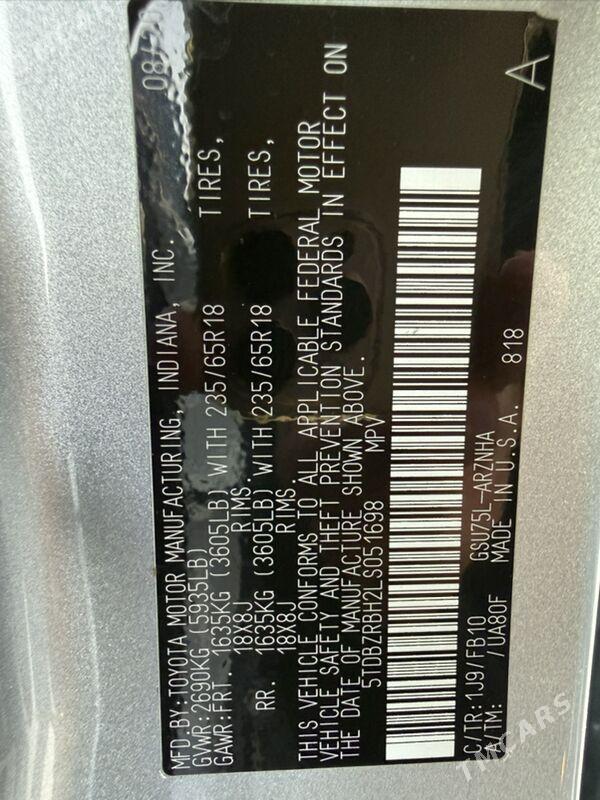 MFD.BY:TOYOTA MOTOR MANUFACTURING, INDIANA, INC. 08/20
GVWR:2690KG (5935LB)
GAWR:FRT. 1635KG (3605LB) WITH 235/65R18 TIRES,
18X8J RIMS.
RR. 1635KG (3605LB) WITH 235/65R18 TIRES,
18X8J RIMS.
THIS VEHICLE CONFORMS TO ALL APPLICABLE FEDERAL MOTOR
VEHICLE SAFETY AND THEFT PREVENTION STANDARDS IN EFFECT ON
THE DATE OF MANUFACTURE SHOWN ABOVE.
5TDBZRBH2LS051698 MPV
C/TR:1J9/FB10 GSU75L-ARZNHA
C/TM: /UA80F MADE IN U.S.A. 818 A
TMCARS